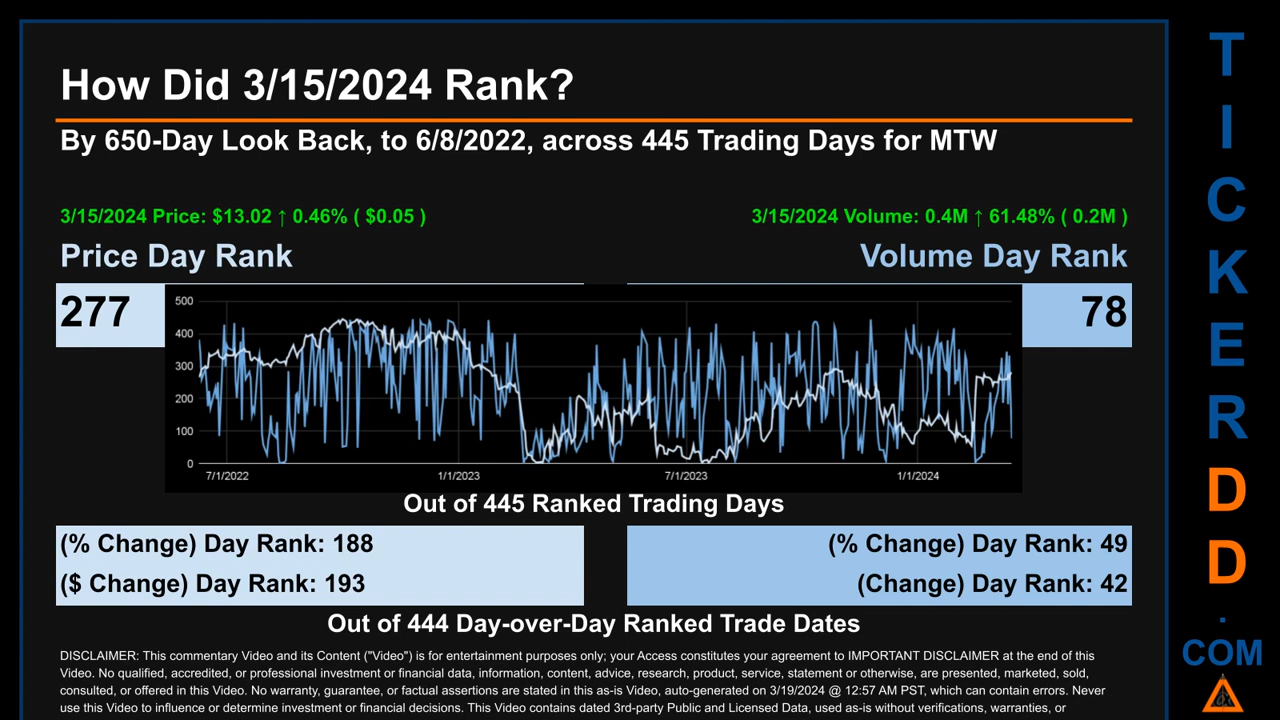 How Did 3/15/2024 Rank?
By 650-Day Look Back, to 6/8/2022, across 445 Trading Days for MTW
3/15/2024 Price: $13.02 ↑ 0.46% ( $0.05 )
3/15/2024 Volume: 0.4M ↑ 61.48% ( 0.2M )
Price Day Rank
Volume Day Rank
277
78
500
400
300
200
100
0
7/1/2022
1/1/2023
7/1/2023
1/1/2024
Out of 445 Ranked Trading Days
(% Change) Day Rank: 188
($ Change) Day Rank: 193
(% Change) Day Rank: 49
(Change) Day Rank: 42
Out of 444 Day-over-Day Ranked Trade Dates
DISCLAIMER: This commentary Video and its Content ("Video") is for entertainment purposes only; your Access constitutes your agreement to IMPORTANT DISCLAIMER at the end of this
Video. No qualified, accredited, or professional investment or financial data, information, content, advice, research, product, service, statement or otherwise, are presented, marketed, sold,
consulted, or offered in this Video. No warranty, guarantee, or factual assertions are stated in this as-is Video, auto-generated on 3/19/2024 @ 12:57 AM PST, which can contain errors. Never
use this Video to influence or determine investment or financial decisions. This Video contains dated 3rd-party Public and Licensed Data, used as-is without verifications, warranties, or
T
I
C
K
E
R
D
D
.
COM